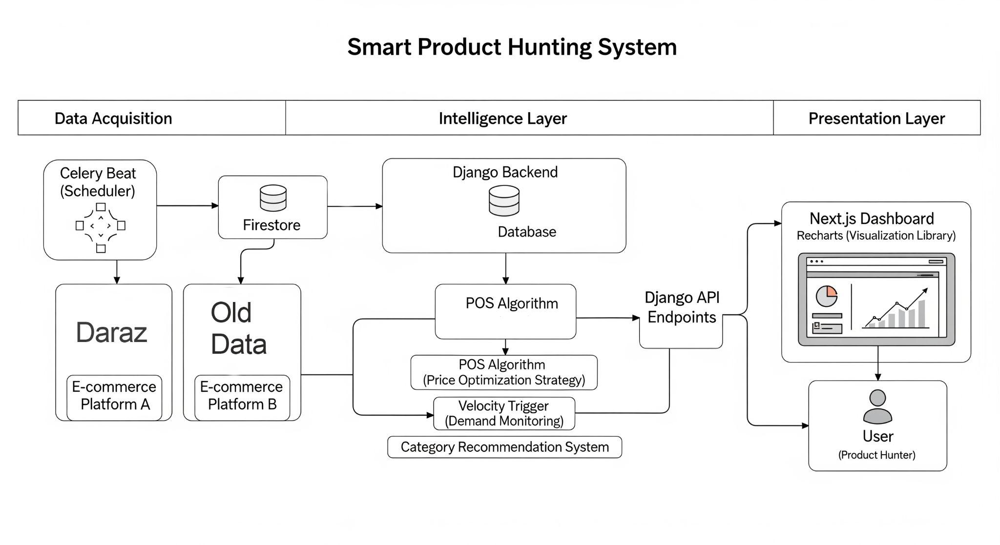 Smart Product Hunting System
Data Acquisition
Intelligence Layer
Presentation Layer
Celery Beat
(Scheduler)
Firestore
Django Backend
Database
Daraz
E-commerce
Platform A
Old
Data
E-commerce
Platform B
POS Algorithm
POS Algorithm
(Price Optimization Strategy)
Velocity Trigger
(Demand Monitoring)
Category Recommendation System
Django API
Endpoints
Next.js Dashboard
Recharts (Visualization Library)
User
(Product Hunter)